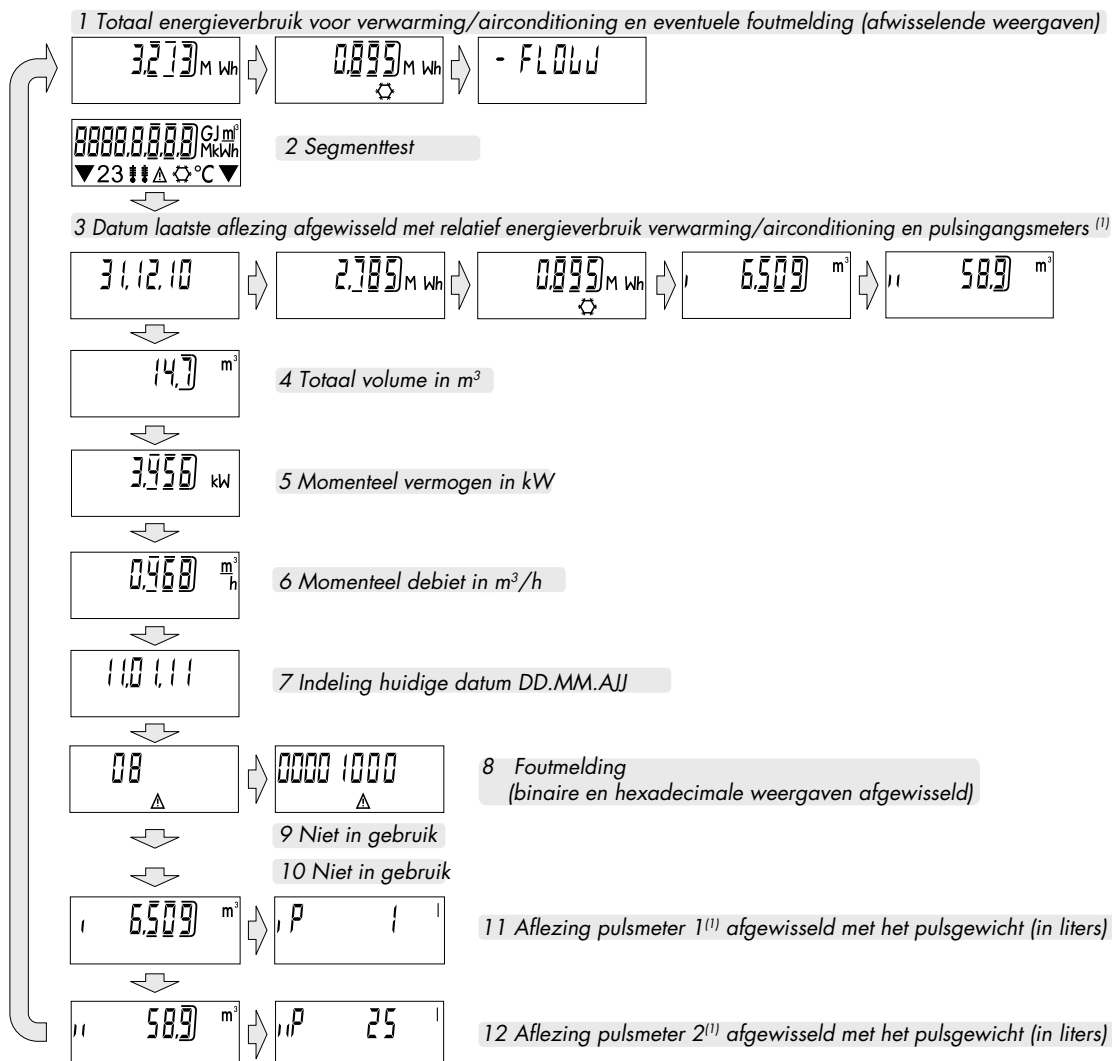 1 Totaal energieverbruik voor verwarming/airconditioning en eventuele foutmelding (afwisselende weergaven)
3,273 M Wh 0,895 M Wh - FLOW
8888,8,8,8,8 GJ m³ MkWh
23 °C
2 Segmenttest
3 Datum laatste aflezing afgewisseld met relatief energieverbruik verwarming/airconditioning en pulsingangsmeters (1)
31,12,10 2,785 M Wh 0,895 M Wh ı 6,509 m³ ıı 58,9 m³
14,7 m³ 4 Totaal volume in m³
3,456 kW 5 Momenteel vermogen in kW
0,468 m³/h 6 Momenteel debiet in m³/h
11,01,11 7 Indeling huidige datum DD.MM.AJJ
08 00001000 8 Foutmelding
(binaire en hexadecimale weergaven afgewisseld)
9 Niet in gebruik
10 Niet in gebruik
ı 6,509 m³ ıP 1 l 11 Aflezing pulsmeter 1(1) afgewisseld met het pulsgewicht (in liters)
ıı 58,9 m³ ııP 25 l 12 Aflezing pulsmeter 2(1) afgewisseld met het pulsgewicht (in liters)